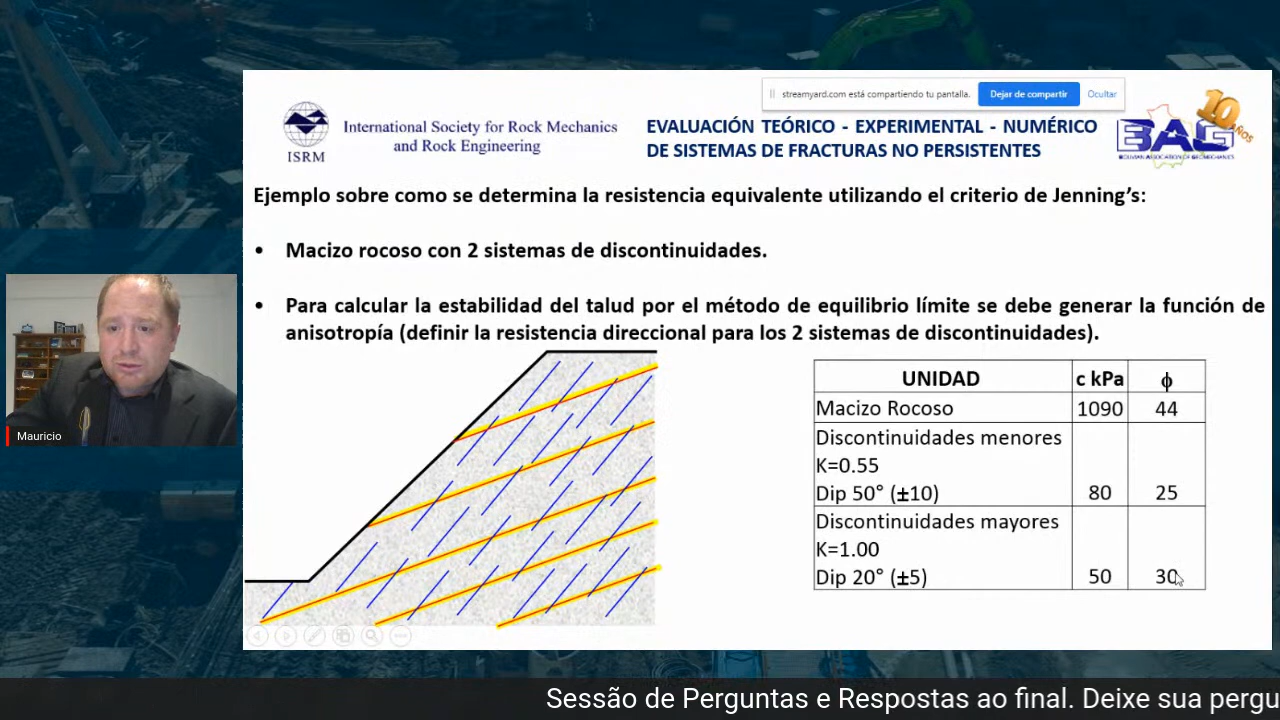 streamyard.com está compartiendo tu pantalla.
Dejar de compartir
Ocultar
International Society for Rock Mechanics
and Rock Engineering
ISRM
EVALUACIÓN TEÓRICO - EXPERIMENTAL - NUMÉRICO
DE SISTEMAS DE FRACTURAS NO PERSISTENTES
10
AÑOS
BAG
BOLIVIAN ASSOCIATION OF GEOMECHANICS
Ejemplo sobre como se determina la resistencia equivalente utilizando el criterio de Jenning's:
• Macizo rocoso con 2 sistemas de discontinuidades.
• Para calcular la estabilidad del talud por el método de equilibrio límite se debe generar la función de
anisotropía (definir la resistencia direccional para los 2 sistemas de discontinuidades).
UNIDAD c kPa ϕ
Macizo Rocoso 1090 44
Discontinuidades menores
K=0.55
Dip 50° (±10) 80 25
Discontinuidades mayores
K=1.00
Dip 20° (±5) 50 30
Mauricio
Sessão de Perguntas e Respostas ao final. Deixe sua pergu